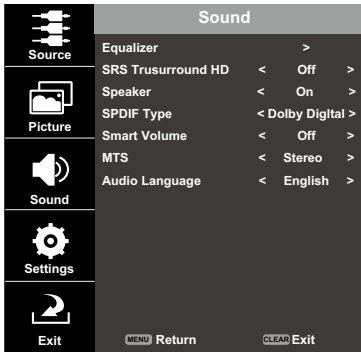 Sound
Source
Picture
Sound
Settings
Exit
Equalizer >
SRS Trusurround HD < Off >
Speaker < On >
SPDIF Type < Dolby Digltal >
Smart Volume < Off >
MTS < Stereo >
Audio Language < English >
MENU Return CLEAR Exit